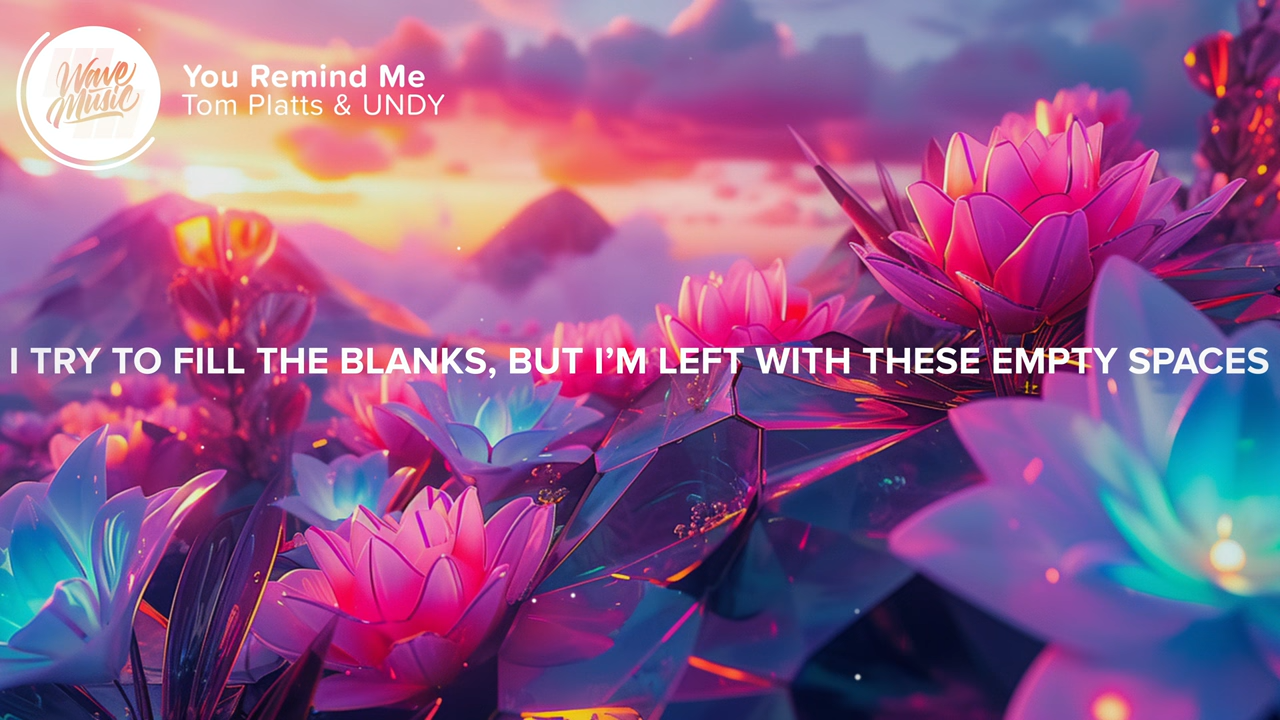 Wave
Music
You Remind Me
Tom Platts & UNDY
I TRY TO FILL THE BLANKS, BUT I’M LEFT WITH THESE EMPTY SPACES